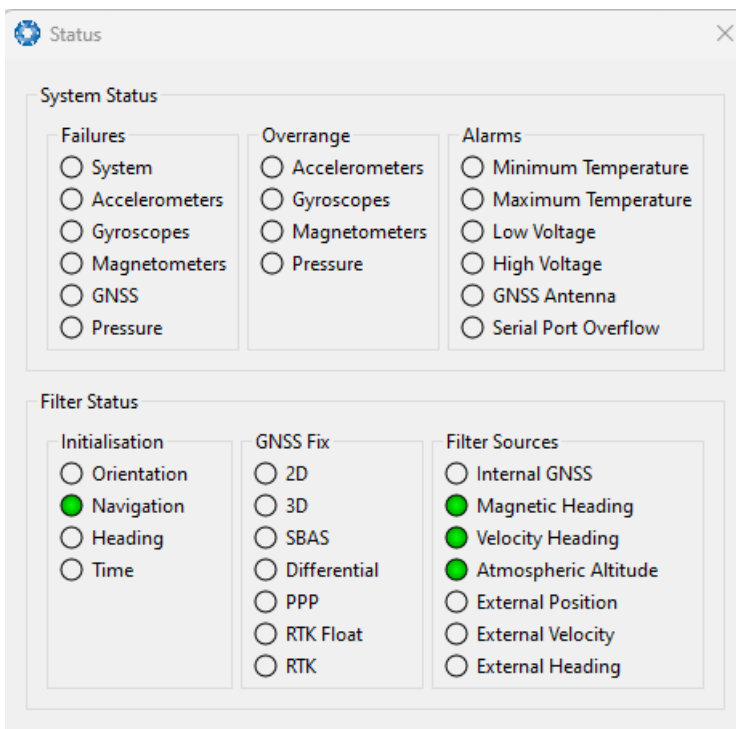 Status
System Status
Failures
System
Accelerometers
Gyroscopes
Magnetometers
GNSS
Pressure
Overrange
Accelerometers
Gyroscopes
Magnetometers
Pressure
Alarms
Minimum Temperature
Maximum Temperature
Low Voltage
High Voltage
GNSS Antenna
Serial Port Overflow
Filter Status
Initialisation
Orientation
Navigation
Heading
Time
GNSS Fix
2D
3D
SBAS
Differential
PPP
RTK Float
RTK
Filter Sources
Internal GNSS
Magnetic Heading
Velocity Heading
Atmospheric Altitude
External Position
External Velocity
External Heading